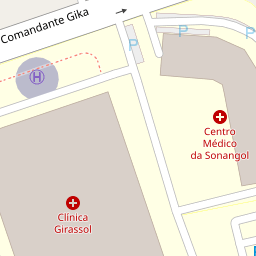 Comandante Gika
P
P
P
H
Centro
Médico
da Sonangol
Clínica
Girassol